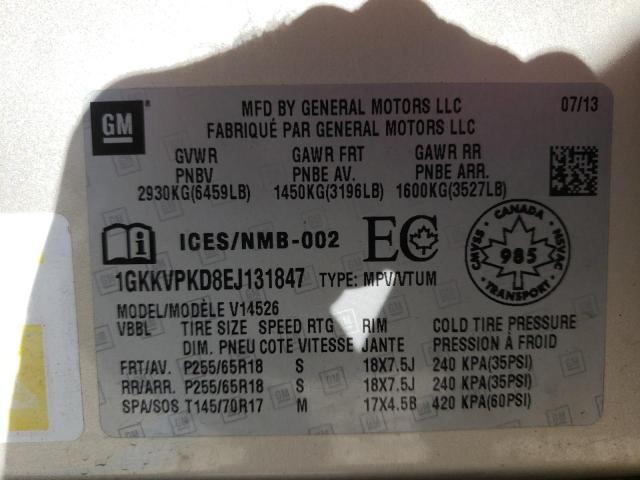 GM
MFD BY GENERAL MOTORS LLC 07/13
FABRIQUÉ PAR GENERAL MOTORS LLC
GVWR GAWR FRT GAWR RR
PNBV PNBE AV. PNBE ARR.
2930KG(6459LB) 1450KG(3196LB) 1600KG(3527LB)
ICES/NMB-002 EC
CANADA
CMVSS 985 NSVAC
TRANSPORT
1GKKVPKD8EJ131847 TYPE: MPV/VTUM
MODEL/MODÈLE V14526
VBBL TIRE SIZE SPEED RTG RIM COLD TIRE PRESSURE
DIM. PNEU COTE VITESSE JANTE PRESSION À FROID
FRT/AV. P255/65R18 S 18X7.5J 240 KPA(35PSI)
RR/ARR. P255/65R18 S 18X7.5J 240 KPA(35PSI)
SPA/SOS T145/70R17 M 17X4.5B 420 KPA(60PSI)